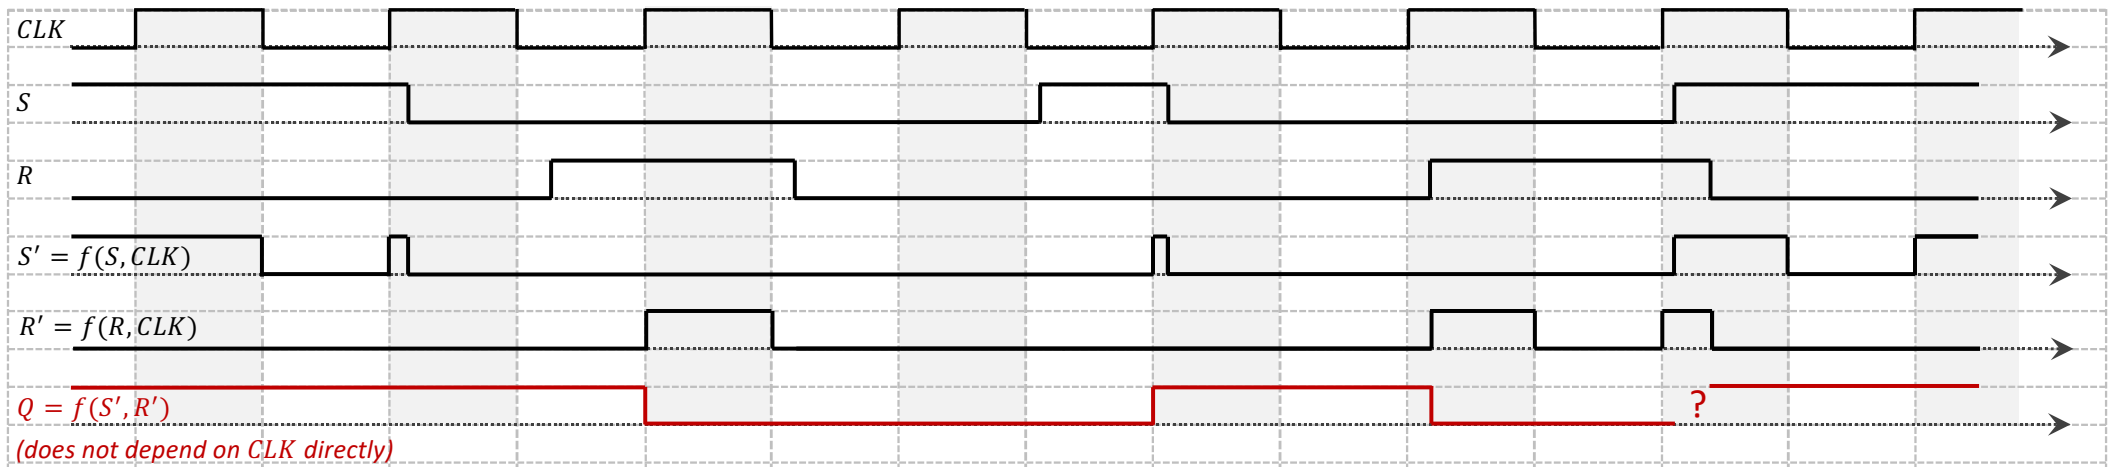 CLK
S
R
S′ = f(S, CLK)
R′ = f(R, CLK)
Q = f(S′, R′)
?
(does not depend on CLK directly)